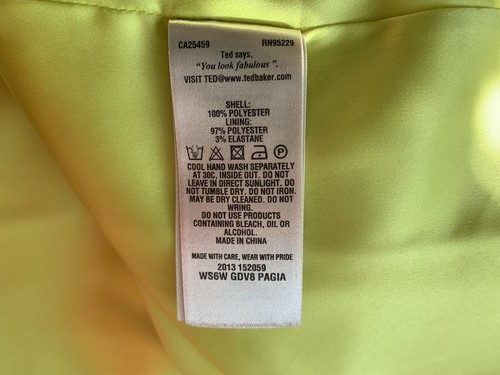 CA25459 RN95229
Ted says,
"You look fabulous".
VISIT TED@www.tedbaker.com
SHELL:
100% POLYESTER
LINING:
97% POLYESTER
3% ELASTANE
COOL HAND WASH SEPARATELY
AT 30C, INSIDE OUT. DO NOT
LEAVE IN DIRECT SUNLIGHT. DO
NOT TUMBLE DRY. DO NOT IRON.
MAY BE DRY CLEANED. DO NOT
WRING.
DO NOT USE PRODUCTS
CONTAINING BLEACH, OIL OR
ALCOHOL.
MADE IN CHINA
MADE WITH CARE, WEAR WITH PRIDE
2013 152059
WS6W GDV8 PAGIA